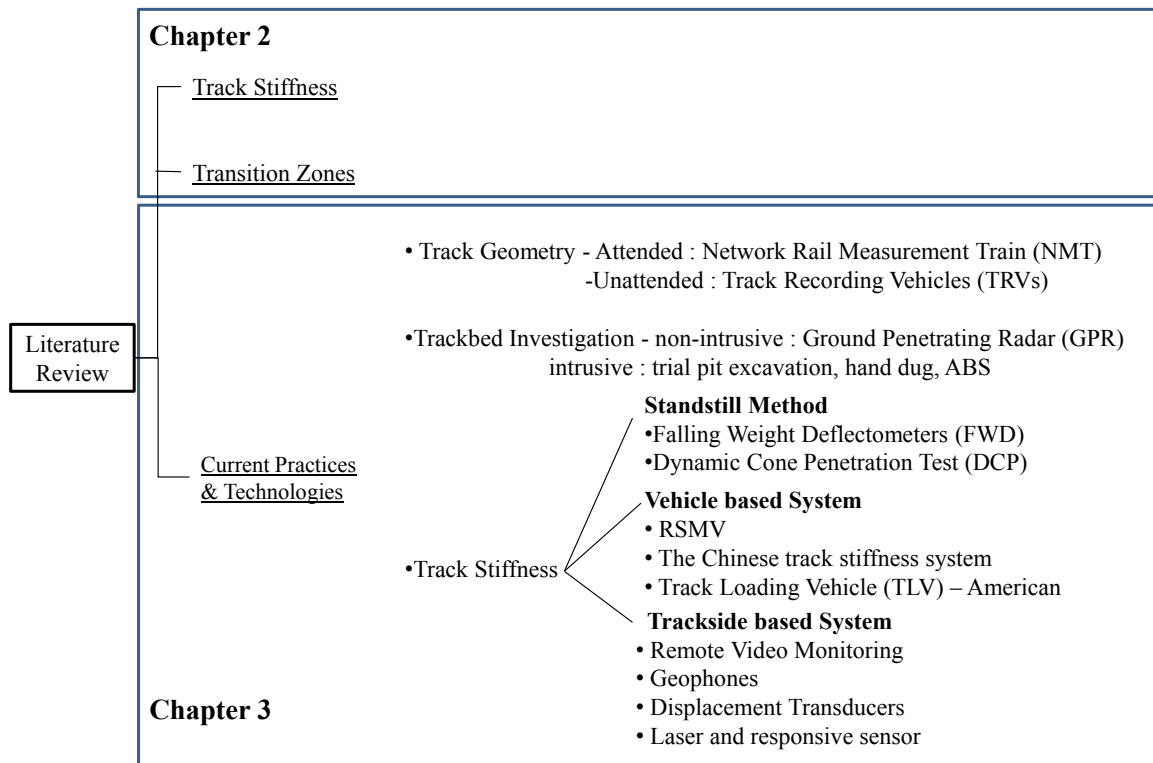 Chapter 2
Track Stiffness
Transition Zones
• Track Geometry - Attended : Network Rail Measurement Train (NMT)
-Unattended : Track Recording Vehicles (TRVs)
Literature
Review
•Trackbed Investigation - non-intrusive : Ground Penetrating Radar (GPR)
intrusive : trial pit excavation, hand dug, ABS
Current Practices
& Technologies
•Track Stiffness
Standstill Method
•Falling Weight Deflectometers (FWD)
•Dynamic Cone Penetration Test (DCP)
Vehicle based System
• RSMV
• The Chinese track stiffness system
• Track Loading Vehicle (TLV) – American
Trackside based System
• Remote Video Monitoring
• Geophones
• Displacement Transducers
• Laser and responsive sensor
Chapter 3